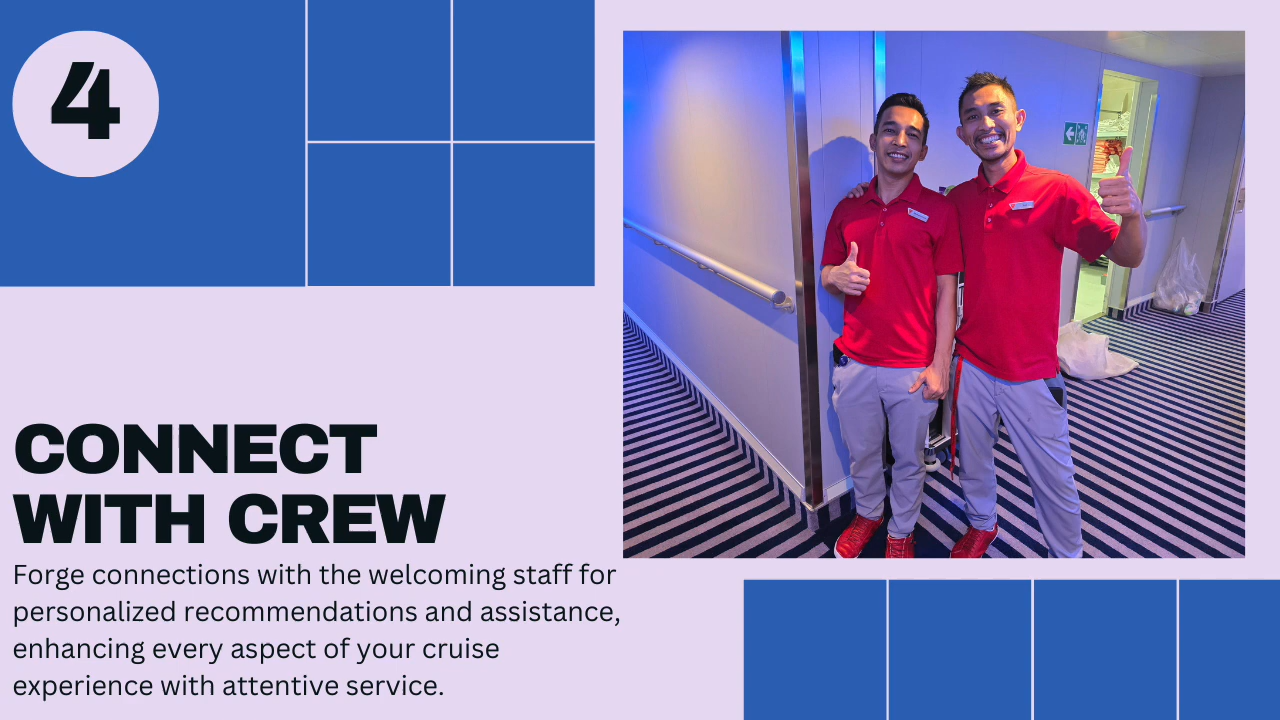 4
CONNECT
WITH CREW
Forge connections with the welcoming staff for
personalized recommendations and assistance,
enhancing every aspect of your cruise
experience with attentive service.